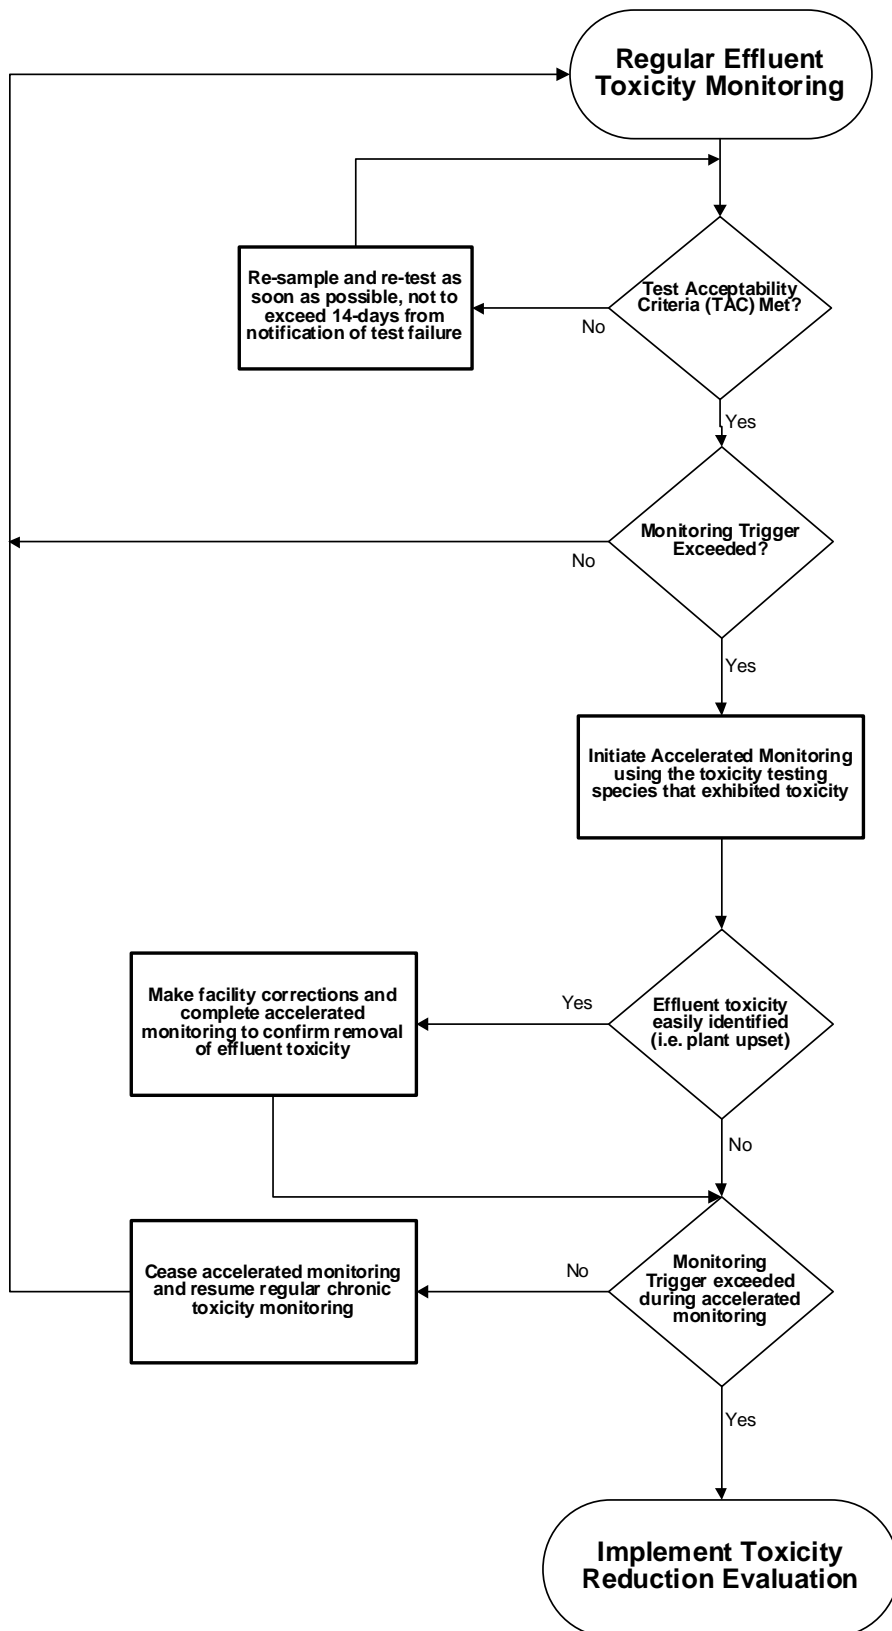 Regular Effluent
Toxicity Monitoring
Re-sample and re-test as
soon as possible, not to
exceed 14-days from
notification of test failure
Test Acceptability
Criteria (TAC) Met?
No
Yes
Monitoring Trigger
Exceeded?
No
Yes
Initiate Accelerated Monitoring
using the toxicity testing
species that exhibited toxicity
Make facility corrections and
complete accelerated
monitoring to confirm removal
of effluent toxicity
Yes
Effluent toxicity
easily identified
(i.e. plant upset)
No
Cease accelerated monitoring
and resume regular chronic
toxicity monitoring
No
Monitoring
Trigger exceeded
during accelerated
monitoring
Yes
Implement Toxicity
Reduction Evaluation